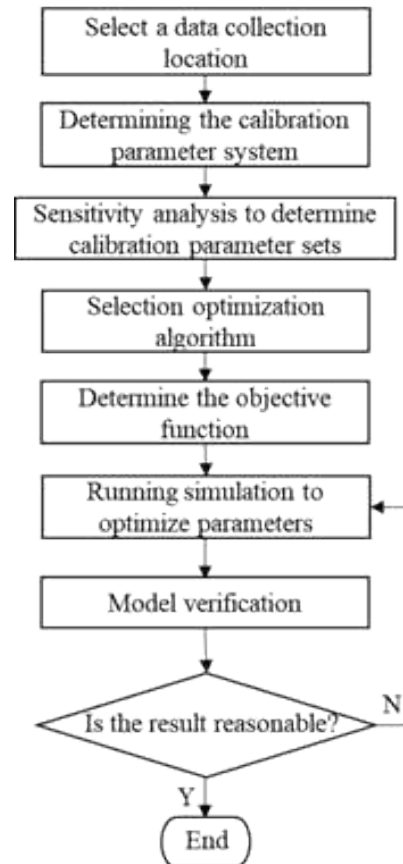 Select a data collection
location
Determining the calibration
parameter system
Sensitivity analysis to determine
calibration parameter sets
Selection optimization
algorithm
Determine the objective
function
Running simulation to
optimize parameters
Model verification
Is the result reasonable?
N
Y
End